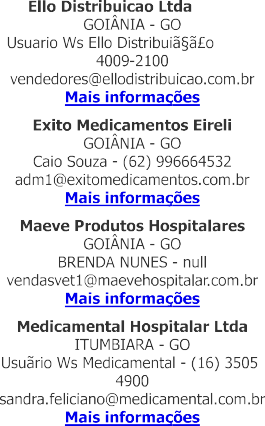 Ello Distribuicao Ltda
GOIÂNIA - GO
Usuario Ws Ello Distribuiã§ã£o
4009-2100
vendedores@ellodistribuicao.com.br
Mais informações
Exito Medicamentos Eireli
GOIÂNIA - GO
Caio Souza - (62) 996664532
adm1@exitomedicamentos.com.br
Mais informações
Maeve Produtos Hospitalares
GOIÂNIA - GO
BRENDA NUNES - null
vendasvet1@maevehospitalar.com.br
Mais informações
Medicamental Hospitalar Ltda
ITUMBIARA - GO
Usuãrio Ws Medicamental - (16) 3505
4900
sandra.feliciano@medicamental.com.br
Mais informações